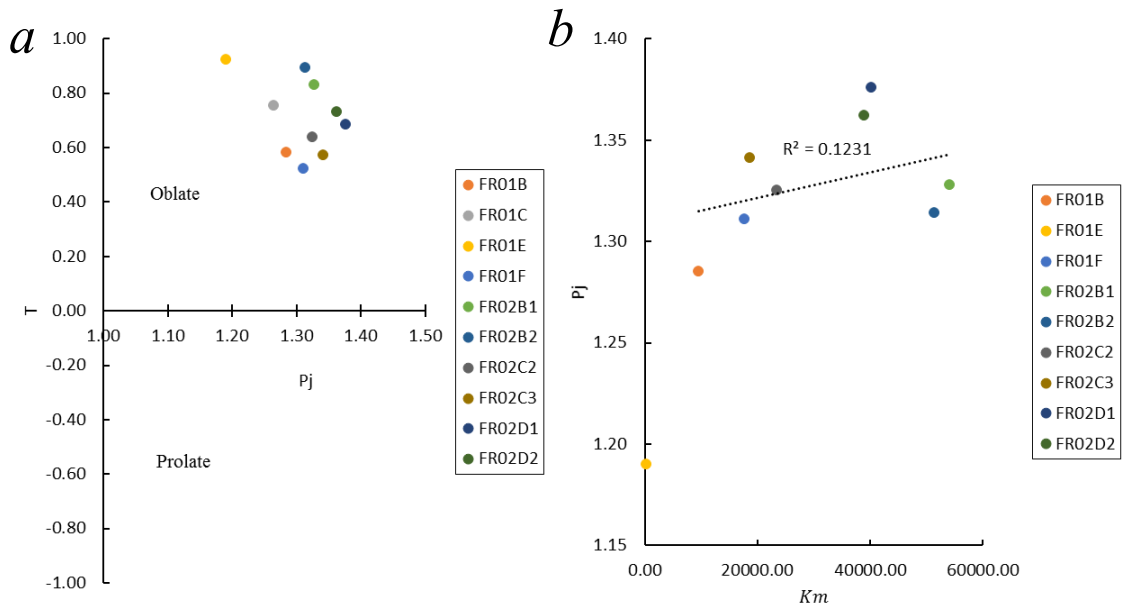 a
1.00
0.80
0.60
0.40
0.20
0.00
-0.20
-0.40
-0.60
-0.80
-1.00
T
1.00 1.10 1.20 1.30 1.40 1.50
Pj
Oblate
Prolate
FR01B
FR01C
FR01E
FR01F
FR02B1
FR02B2
FR02C2
FR02C3
FR02D1
FR02D2
b
1.40
1.35
1.30
1.25
1.20
1.15
Pj
R² = 0.1231
0.00 20000.00 40000.00 60000.00
Km
FR01B
FR01E
FR01F
FR02B1
FR02B2
FR02C2
FR02C3
FR02D1
FR02D2